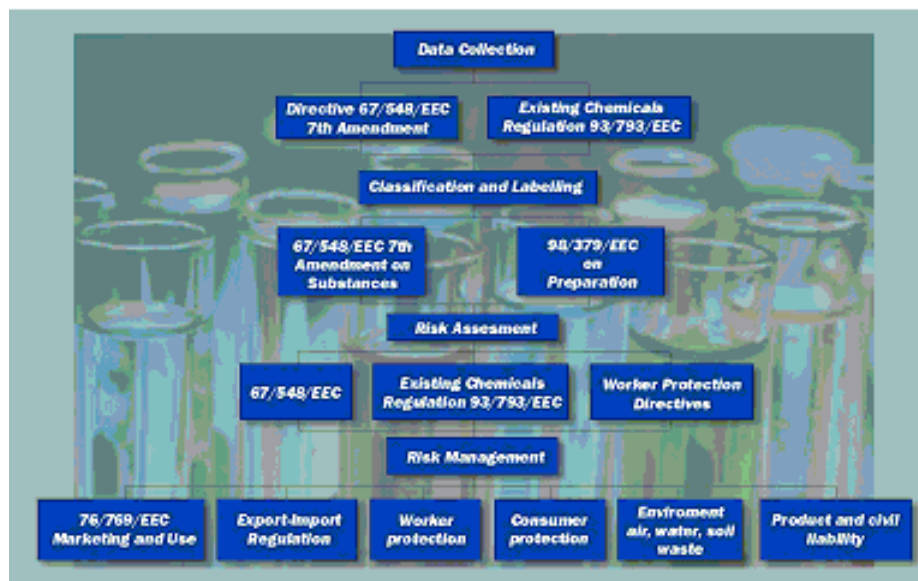 Data Collection
Directive 67/548/EEC
7th Amendment
Existing Chemicals
Regulation 93/793/EEC
Classification and Labelling
67/548/EEC 7th
Amendment on
Substances
98/379/EEC
on
Preparation
Risk Assesment
67/548/EEC
Existing Chemicals
Regulation 93/793/EEC
Worker Protection
Directives
Risk Management
76/769/EEC
Marketing and Use
Export-Import
Regulation
Worker
protection
Consumer
protection
Enviroment
air, water, soil
waste
Product and civil
liability